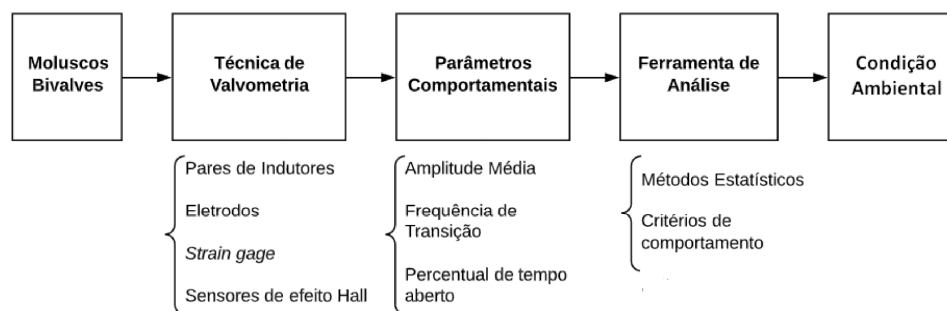 Moluscos
Bivalves
Técnica de
Valvometria
Parâmetros
Comportamentais
Ferramenta de
Análise
Condição
Ambiental
Pares de Indutores
Eletrodos
Strain gage
Sensores de efeito Hall
Amplitude Média
Frequência de
Transição
Percentual de tempo
aberto
Métodos Estatísticos
Critérios de
comportamento